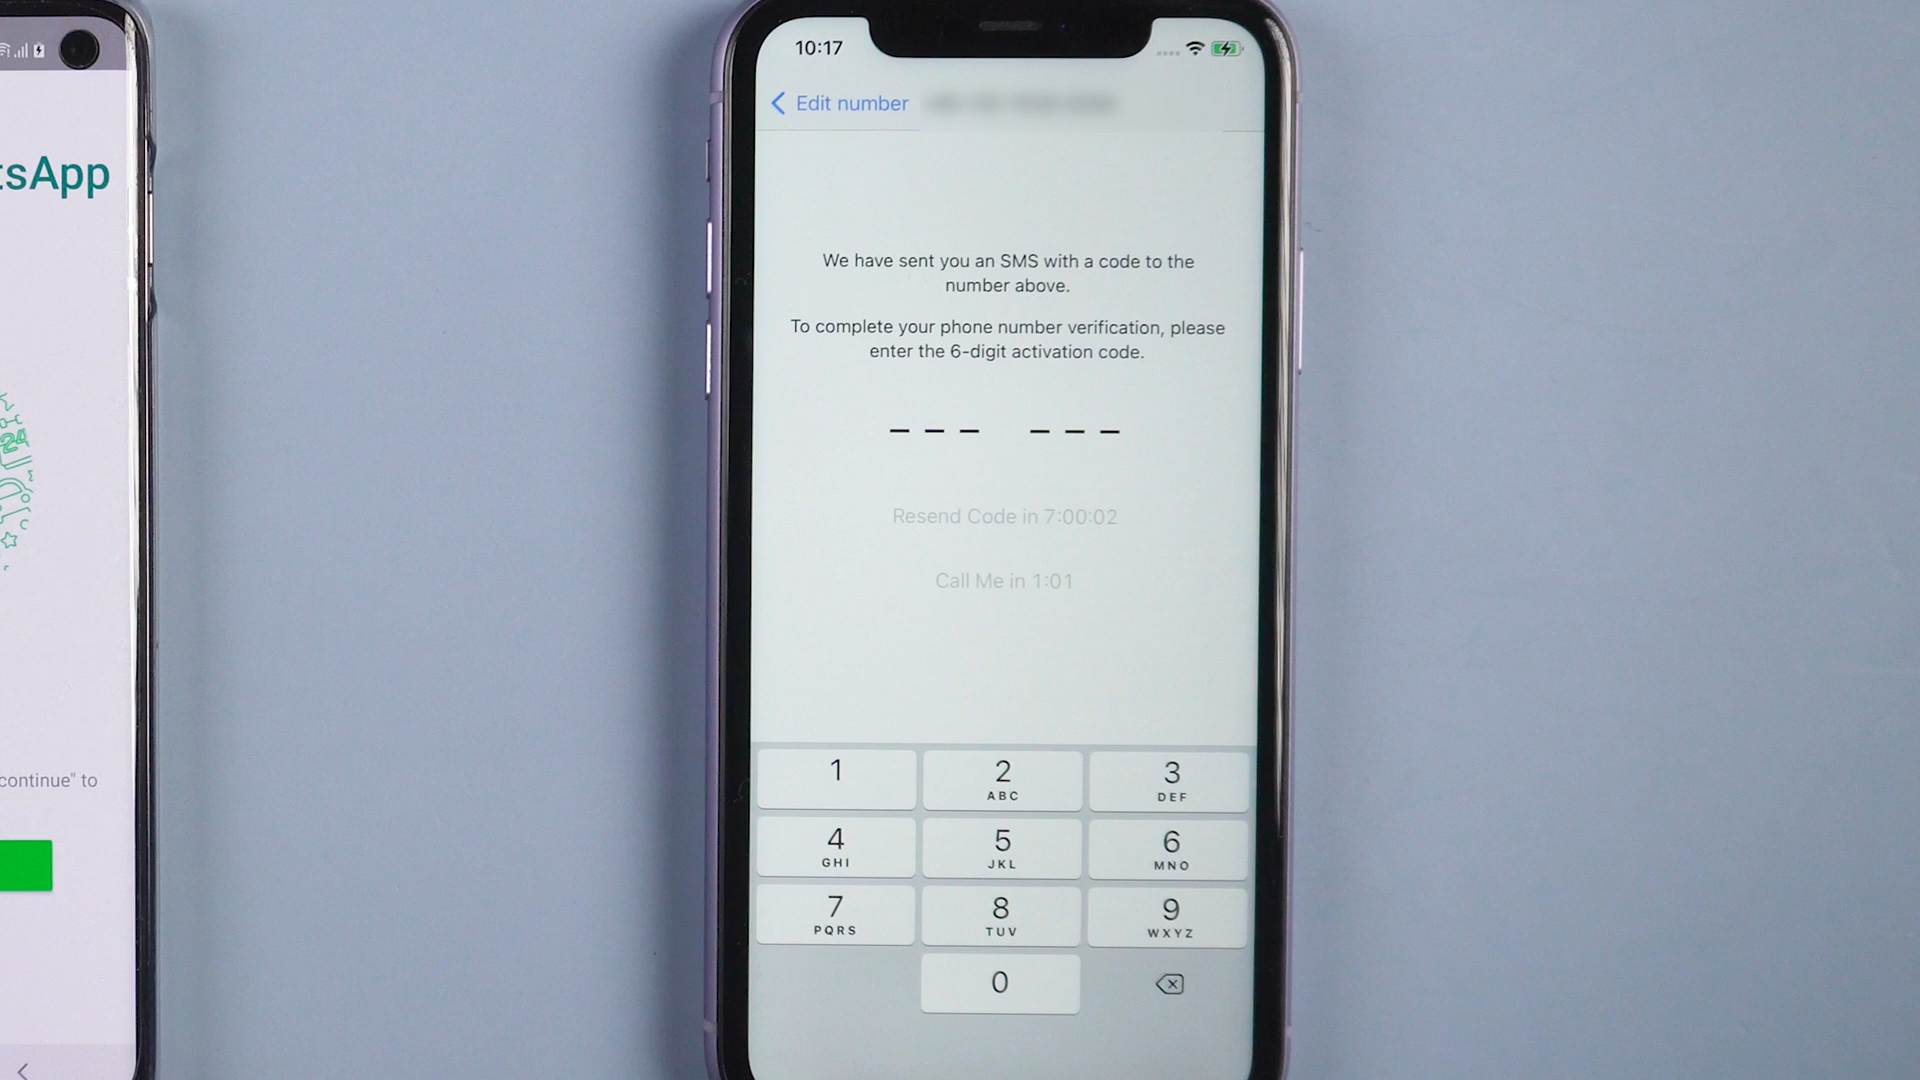 tsApp
24
continue" to
10:17
Edit number
We have sent you an SMS with a code to the
number above.
To complete your phone number verification, please
enter the 6-digit activation code.
Resend Code in 7:00:02
Call Me in 1:01
1
2
ABC
3
DEF
4
GHI
5
JKL
6
MNO
7
PQRS
8
TUV
9
WXYZ
0